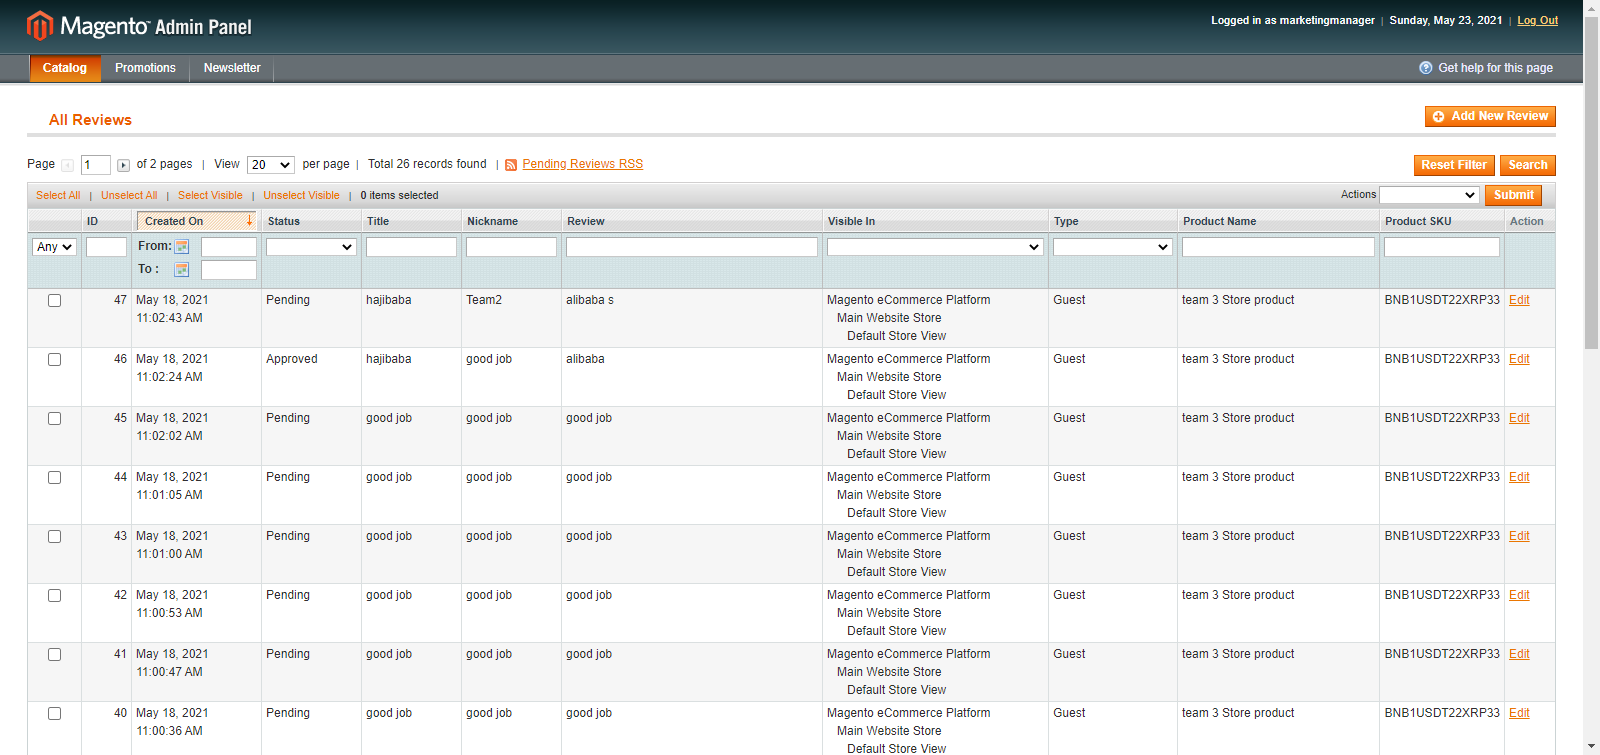 Magento™ Admin Panel
Logged in as marketingmanager | Sunday, May 23, 2021 | Log Out
Catalog Promotions Newsletter Get help for this page
All Reviews Add New Review
Page 1 of 2 pages | View 20 per page | Total 26 records found | Pending Reviews RSS Reset Filter Search
Select All | Unselect All | Select Visible | Unselect Visible | 0 items selected Actions Submit
ID Created On Status Title Nickname Review Visible In Type Product Name Product SKU Action
Any From:
To :
47 May 18, 2021 Pending hajibaba Team2 alibaba s Magento eCommerce Platform Guest team 3 Store product BNB1USDT22XRP33 Edit
11:02:43 AM Main Website Store
Default Store View
46 May 18, 2021 Approved hajibaba good job alibaba Magento eCommerce Platform Guest team 3 Store product BNB1USDT22XRP33 Edit
11:02:24 AM Main Website Store
Default Store View
45 May 18, 2021 Pending good job good job good job Magento eCommerce Platform Guest team 3 Store product BNB1USDT22XRP33 Edit
11:02:02 AM Main Website Store
Default Store View
44 May 18, 2021 Pending good job good job good job Magento eCommerce Platform Guest team 3 Store product BNB1USDT22XRP33 Edit
11:01:05 AM Main Website Store
Default Store View
43 May 18, 2021 Pending good job good job good job Magento eCommerce Platform Guest team 3 Store product BNB1USDT22XRP33 Edit
11:01:00 AM Main Website Store
Default Store View
42 May 18, 2021 Pending good job good job good job Magento eCommerce Platform Guest team 3 Store product BNB1USDT22XRP33 Edit
11:00:53 AM Main Website Store
Default Store View
41 May 18, 2021 Pending good job good job good job Magento eCommerce Platform Guest team 3 Store product BNB1USDT22XRP33 Edit
11:00:47 AM Main Website Store
Default Store View
40 May 18, 2021 Pending good job good job good job Magento eCommerce Platform Guest team 3 Store product BNB1USDT22XRP33 Edit
11:00:36 AM Main Website Store
Default Store View